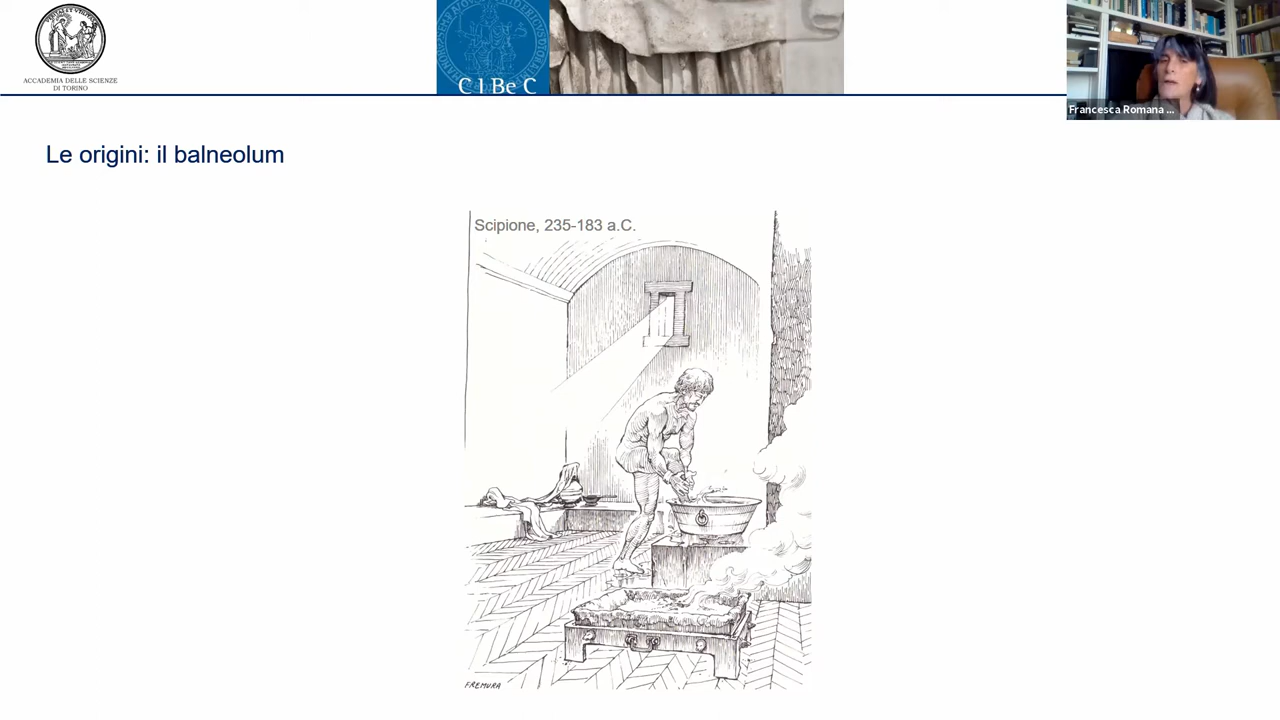 ACCADEMIA DELLE SCIENZE
DI TORINO
C I Be C
Francesca Romana ...
Le origini: il balneolum
Scipione, 235-183 a.C.
FREMURA